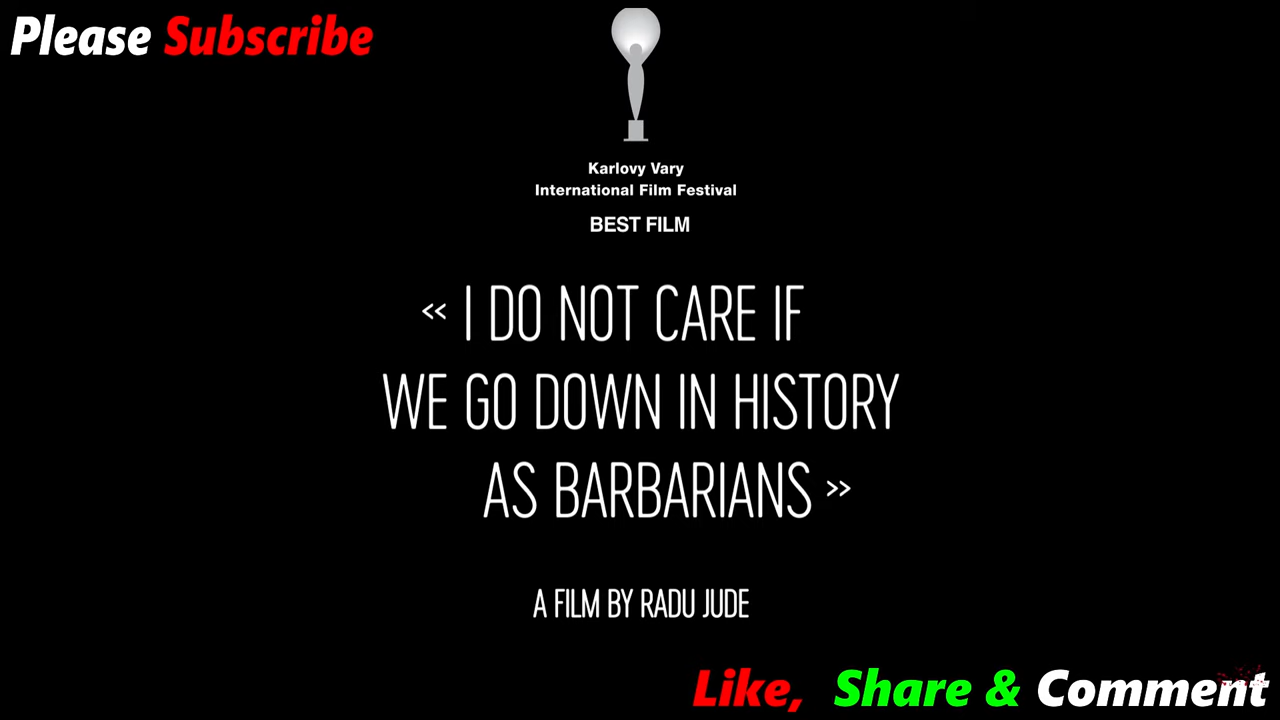 Please Subscribe
Karlovy Vary
International Film Festival
BEST FILM
« I DO NOT CARE IF
WE GO DOWN IN HISTORY
AS BARBARIANS »
A FILM BY RADU JUDE
Like, Share & Comment